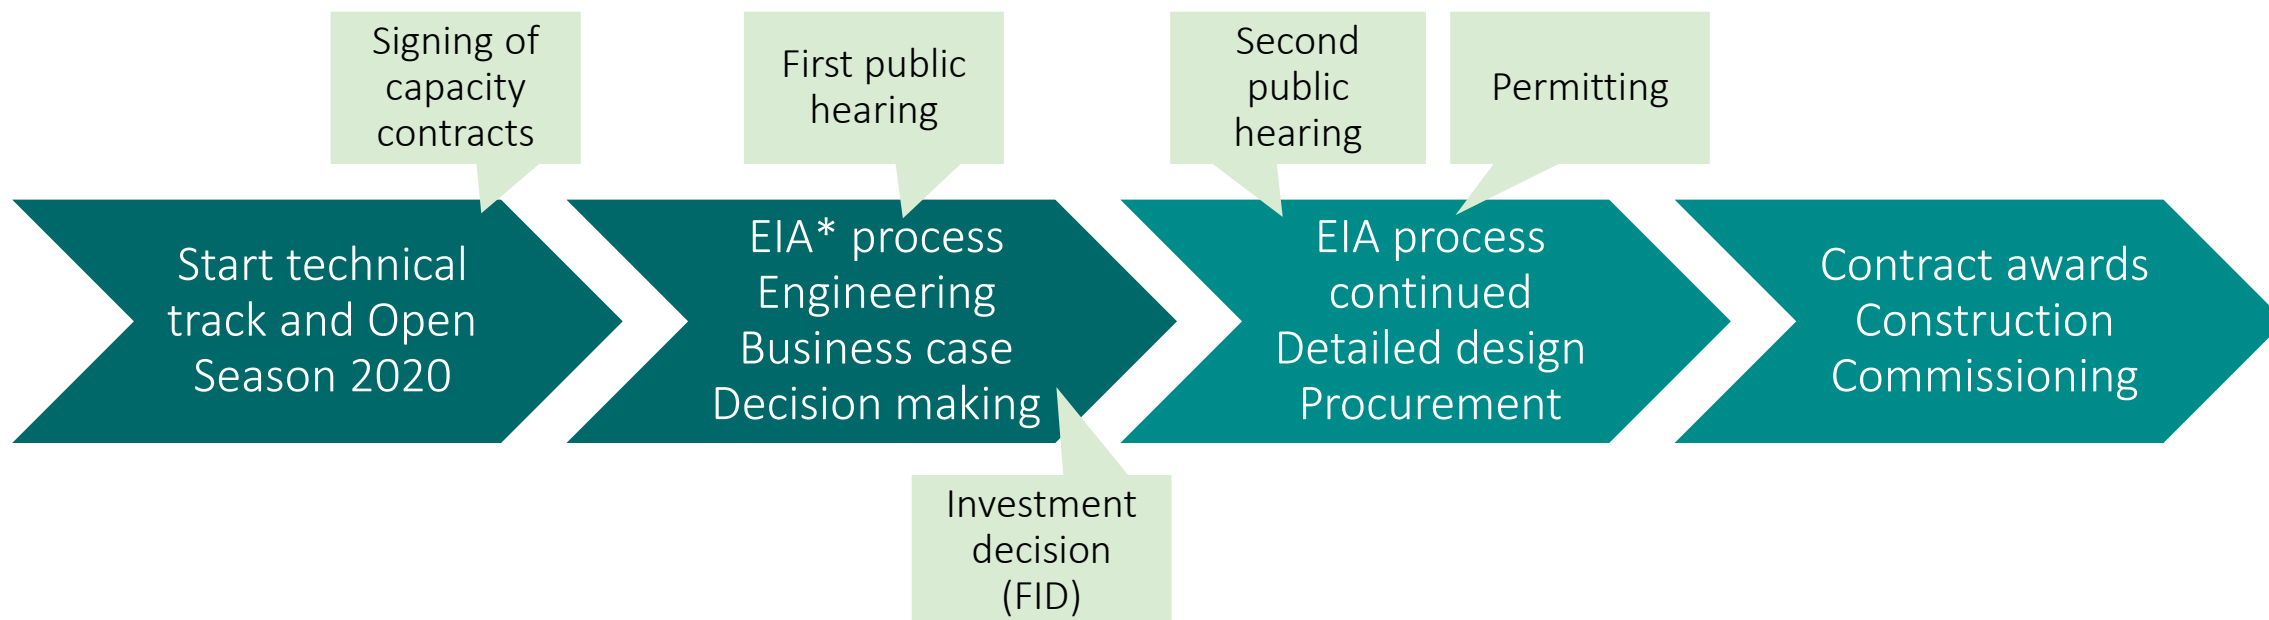 Signing of
capacity
contracts
First public
hearing
Second
public
hearing
Permitting
Start technical
track and Open
Season 2020
EIA* process
Engineering
Business case
Decision making
EIA process
continued
Detailed design
Procurement
Contract awards
Construction
Commissioning
Investment
decision
(FID)